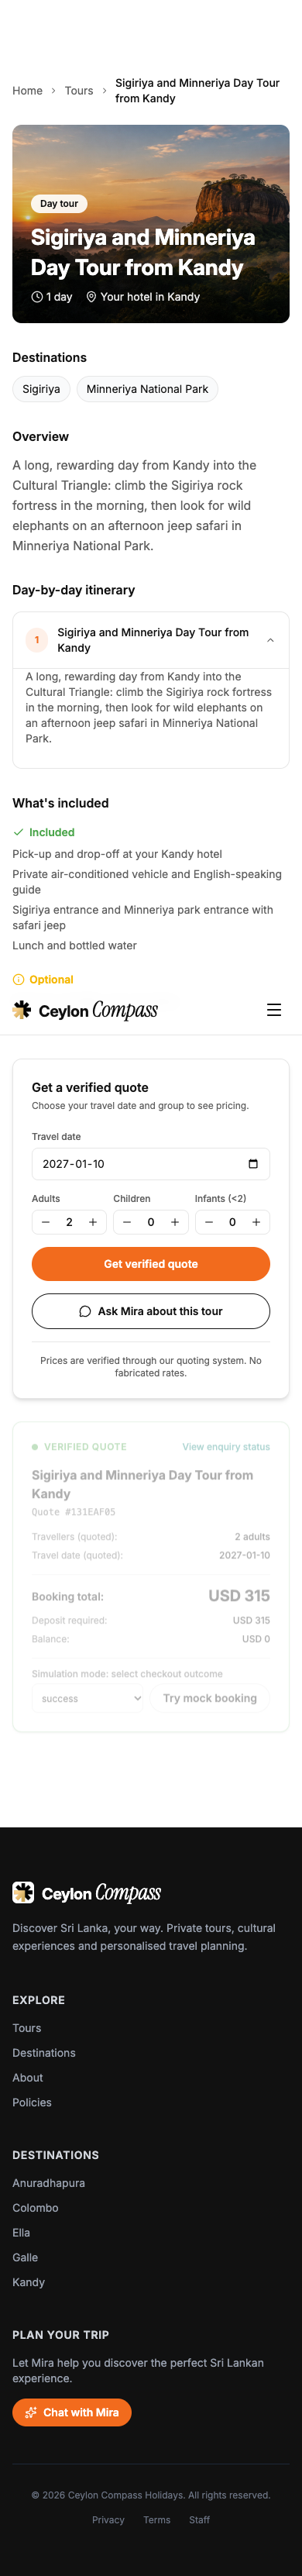 Home > Tours > Sigiriya and Minneriya Day Tour
from Kandy
Day tour
Sigiriya and Minneriya
Day Tour from Kandy
1 day Your hotel in Kandy
Destinations
Sigiriya Minneriya National Park
Overview
A long, rewarding day from Kandy into the
Cultural Triangle: climb the Sigiriya rock
fortress in the morning, then look for wild
elephants on an afternoon jeep safari in
Minneriya National Park.
Day-by-day itinerary
1 Sigiriya and Minneriya Day Tour from
Kandy
A long, rewarding day from Kandy into the
Cultural Triangle: climb the Sigiriya rock fortress
in the morning, then look for wild elephants on
an afternoon jeep safari in Minneriya National
Park.
What's included
Included
Pick-up and drop-off at your Kandy hotel
Private air-conditioned vehicle and English-speaking
guide
Sigiriya entrance and Minneriya park entrance with
safari jeep
Lunch and bottled water
Optional
Ceylon Compass
Get a verified quote
Choose your travel date and group to see pricing.
Travel date
2027-01-10
Adults Children Infants (<2)
− 2 + − 0 + − 0 +
Get verified quote
Ask Mira about this tour
Prices are verified through our quoting system. No
fabricated rates.
VERIFIED QUOTE View enquiry status
Sigiriya and Minneriya Day Tour from
Kandy
Quote #131EAF05
Travellers (quoted): 2 adults
Travel date (quoted): 2027-01-10
Booking total: USD 315
Deposit required: USD 315
Balance: USD 0
Simulation mode: select checkout outcome
success Try mock booking
Ceylon Compass
Discover Sri Lanka, your way. Private tours, cultural
experiences and personalised travel planning.
EXPLORE
Tours
Destinations
About
Policies
DESTINATIONS
Anuradhapura
Colombo
Ella
Galle
Kandy
PLAN YOUR TRIP
Let Mira help you discover the perfect Sri Lankan
experience.
Chat with Mira
© 2026 Ceylon Compass Holidays. All rights reserved.
Privacy Terms Staff